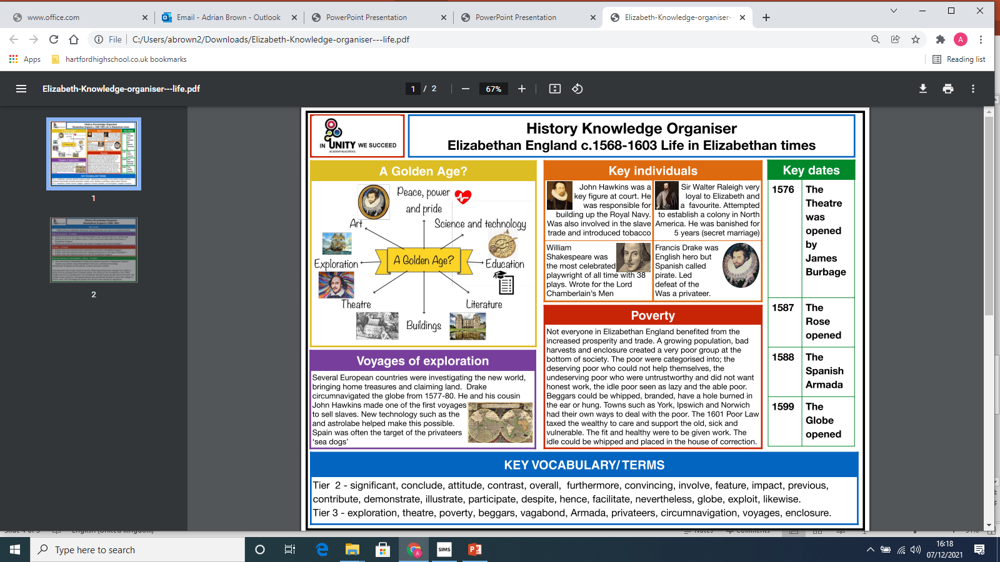 www.office.com
Email - Adrian Brown - Outlook
PowerPoint Presentation
PowerPoint Presentation
Elizabeth-Knowledge-organiser-
File
C:/Users/abrown2/Downloads/Elizabeth-Knowledge-organiser---life.pdf
A
Apps
hartfordhighschool.co.uk bookmarks
Reading list
Elizabeth-Knowledge-organiser---life.pdf
1 / 2
67%
1
2
IN UNITY WE SUCCEED
ACADEMY BLACKPOOL
History Knowledge Organiser
Elizabethan England c.1568-1603 Life in Elizabethan times
A Golden Age?
Peace, power
and pride
Art
Science and technology
Exploration
A Golden Age?
Education
Theatre
Literature
Buildings
Voyages of exploration
Several European countries were investigating the new world,
bringing home treasures and claiming land. Drake
circumnavigated the globe from 1577-80. He and his cousin
John Hawkins made one of the first voyages
to sell slaves. New technology such as the
and astrolabe helped make this possible.
Spain was often the target of the privateers
‘sea dogs’
Key individuals
John Hawkins was a
key figure at court. He
was responsible for
building up the Royal Navy.
Was also involved in the slave
trade and introduced tobacco
Sir Walter Raleigh very
loyal to Elizabeth and
a favourite. Attempted
to establish a colony in North
America. He was banished for
5 years (secret marriage)
William
Shakespeare was
the most celebrated
playwright of all time with 38
plays. Wrote for the Lord
Chamberlain’s Men
Francis Drake was
English hero but
Spanish called
pirate. Led
defeat of the
Was a privateer.
Poverty
Not everyone in Elizabethan England benefited from the
increased prosperity and trade. A growing population, bad
harvests and enclosure created a very poor group at the
bottom of society. The poor were categorised into; the
deserving poor who could not help themselves, the
undeserving poor who were untrustworthy and did not want
honest work, the idle poor seen as lazy and the able poor.
Beggars could be whipped, branded, have a hole burned in
the ear or hung. Towns such as York, Ipswich and Norwich
had their own ways to deal with the poor. The 1601 Poor Law
taxed the wealthy to care and support the old, sick and
vulnerable. The fit and healthy were to be given work. The
idle could be whipped and placed in the house of correction.
Key dates
1576 The
Theatre
was
opened
by
James
Burbage
1587 The
Rose
opened
1588 The
Spanish
Armada
1599 The
Globe
opened
KEY VOCABULARY/ TERMS
Tier 2 - significant, conclude, attitude, contrast, overall, furthermore, convincing, involve, feature, impact, previous,
contribute, demonstrate, illustrate, participate, despite, hence, facilitate, nevertheless, globe, exploit, likewise.
Tier 3 - exploration, theatre, poverty, beggars, vagabond, Armada, privateers, circumnavigation, voyages, enclosure.
Type here to search
SIMS
16:18
07/12/2021